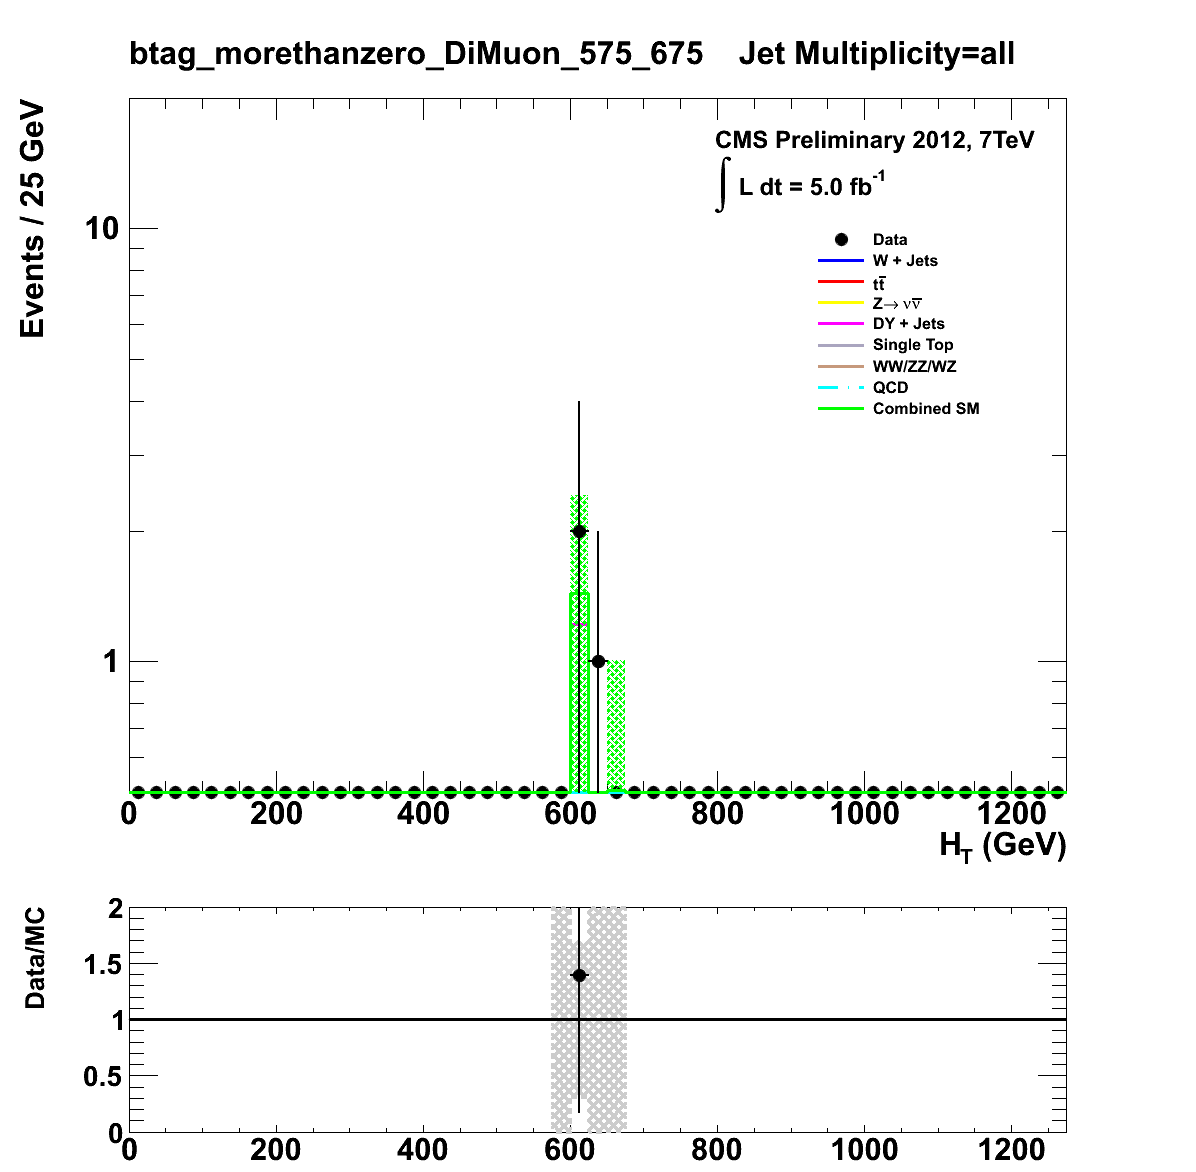 btag_morethanzero_DiMuon_575_675 Jet Multiplicity=all
Events / 25 GeV
CMS Preliminary 2012, 7TeV
∫ L dt = 5.0 fb⁻¹
Data
W + Jets
tt̅
Z→ νν̅
DY + Jets
Single Top
WW/ZZ/WZ
QCD
Combined SM
10
1
0 200 400 600 800 1000 1200
H_T (GeV)
Data/MC
2
1.5
1
0.5
0
0 200 400 600 800 1000 1200